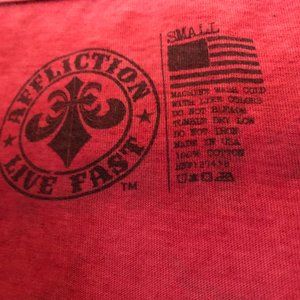 AFFLICTION
LIVE FAST
TM
SMALL
MACHINE WASH COLD
WITH LIKE COLORS
DO NOT BLEACH
TUMBLE DRY LOW
DO NOT IRON
MADE IN USA
100% COTTON